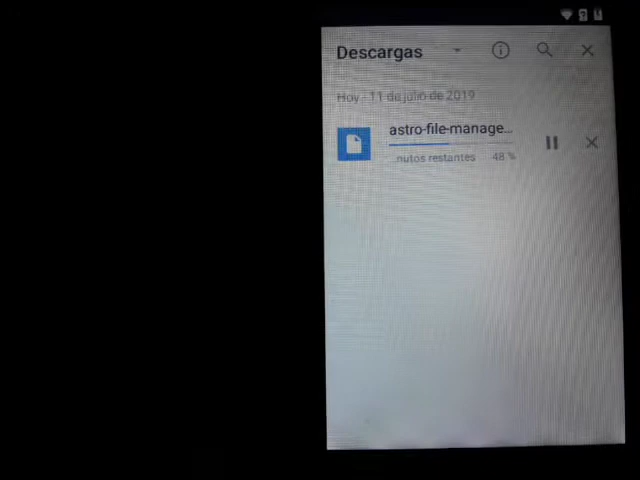 Descargas
Hoy - 11 de julio de 2019
astro-file-manage...
...nutos restantes 48 %